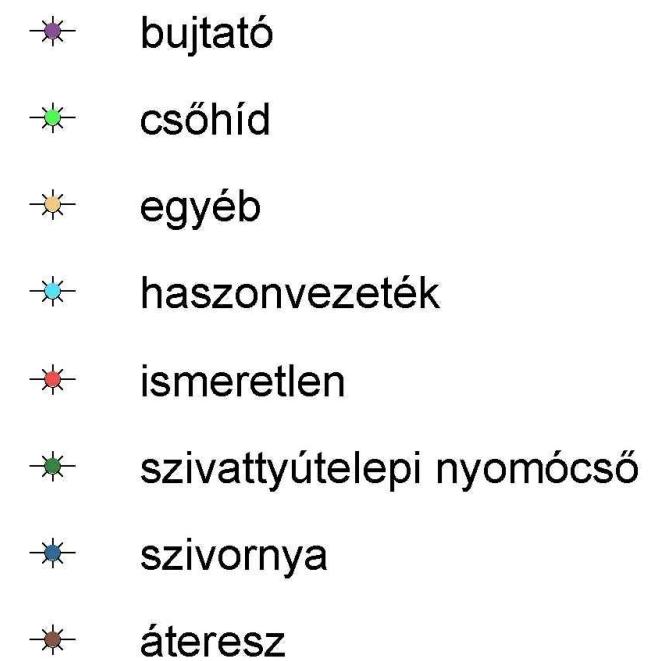 bujtató
csőhíd
egyéb
haszonvezeték
ismeretlen
szivattyútelepi nyomócső
szivornya
áteresz